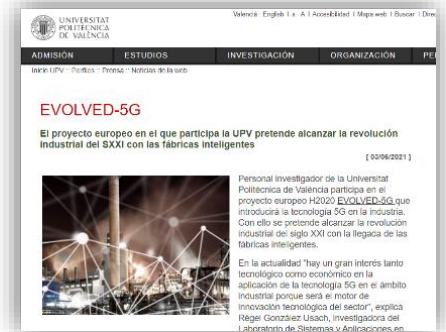 UNIVERSITAT
POLITÈCNICA
DE VALÈNCIA
Valencià · English I a · A I Accesibilidad I Mapa web I Buscar I Direc
ADMISIÓN ESTUDIOS INVESTIGACIÓN ORGANIZACIÓN PE
Inicio UPV :: Perfiles :: Prensa :: Noticias de la web
EVOLVED-5G
El proyecto europeo en el que participa la UPV pretende alcanzar la revolución
industrial del SXXI con las fábricas inteligentes
[ 03/06/2021 ]
Personal investigador de la Universitat
Politècnica de València participa en el
proyecto europeo H2020 EVOLVED-5G que
introducirá la tecnología 5G en la industria.
Con ello se pretende alcanzar la revolución
industrial del siglo XXI con la llegada de las
fábricas inteligentes.
En la actualidad "hay un gran interés tanto
tecnológico como económico en la
aplicación de la tecnología 5G en el ámbito
industrial porque será el motor de
innovación tecnológica del sector", explica
Regel González Usach, investigadora del
Laboratorio de Sistemas y Aplicaciones en